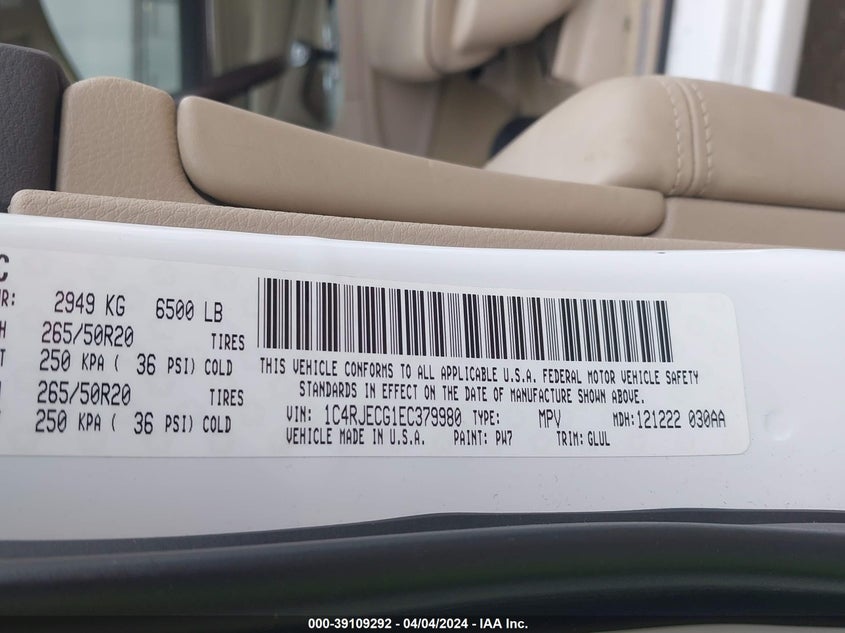 C
R: 2949 KG 6500 LB
H 265/50R20 TIRES
T 250 KPA ( 36 PSI) COLD
265/50R20 TIRES
250 KPA ( 36 PSI) COLD
THIS VEHICLE CONFORMS TO ALL APPLICABLE U.S.A. FEDERAL MOTOR VEHICLE SAFETY
STANDARDS IN EFFECT ON THE DATE OF MANUFACTURE SHOWN ABOVE.
VIN: 1C4RJECG1EC379980 TYPE: MPV MDH: 121222 030AA
VEHICLE MADE IN U.S.A. PAINT: PW7 TRIM: GLUL
000-39109292 - 04/04/2024 - IAA Inc.